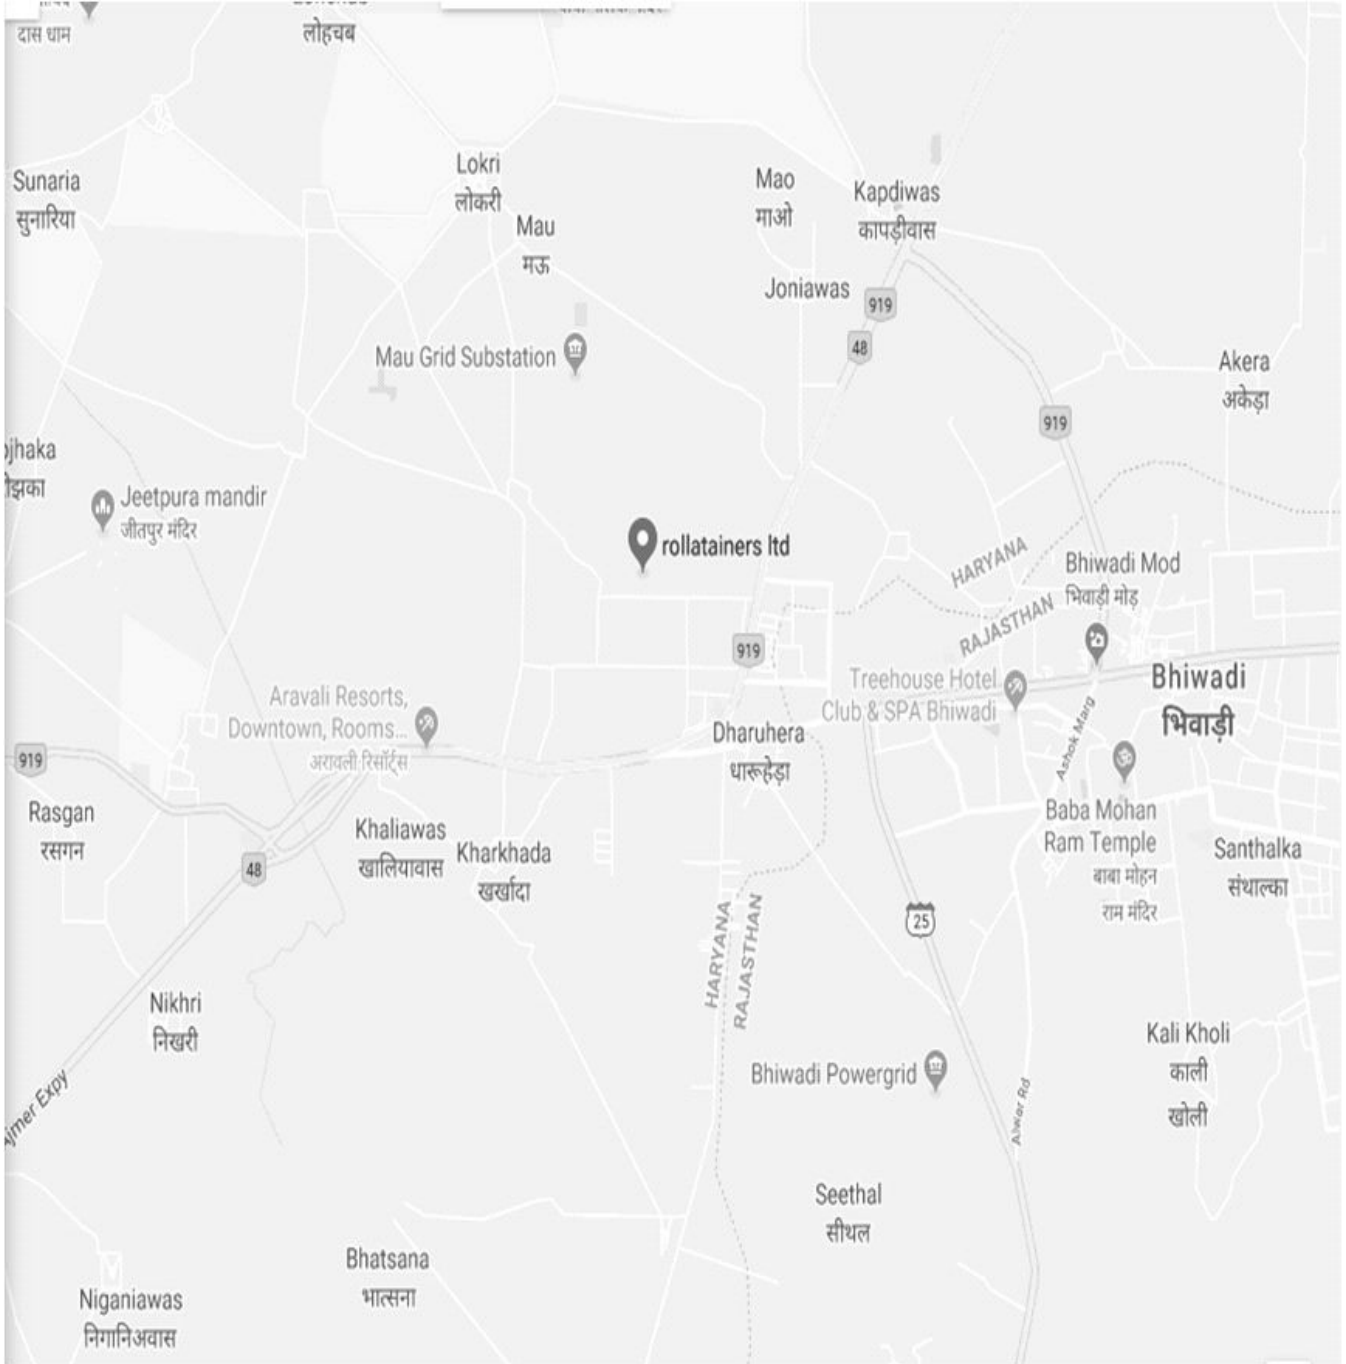 दास धाम
लोहचब
Lokri
लोकरी
Mao
माओ
Kapdiwas
कापड़ीवास
Sunaria
सुनारिया
Mau
मऊ
Joniawas
919
48
Mau Grid Substation
Akera
अकेड़ा
919
ojhaka
Jeetpura mandir
जीतपुर मंदिर
rollatainers ltd
HARYANA
RAJASTHAN
Bhiwadi Mod
भिवाड़ी मोड़
919
Treehouse Hotel
Club & SPA Bhiwadi
Bhiwadi
भिवाड़ी
Aravali Resorts,
Downtown, Rooms...
अरावली रिसॉर्ट्स
Dharuhera
धारूहेड़ा
Ashok Marg
919
Rasgan
रसगन
48
Khaliawas
खालियावास
Kharkhada
खर्खादा
Baba Mohan
Ram Temple
बाबा मोहन
राम मंदिर
Santhalka
संथाल्का
HARYANA
RAJASTHAN
25
Nikhri
निखरी
Ajmer Expy
Bhiwadi Powergrid
Kali Kholi
काली
खोली
Alwar Rd
Seethal
सीथल
Bhatsana
भात्सना
Niganiawas
निगानिअवास